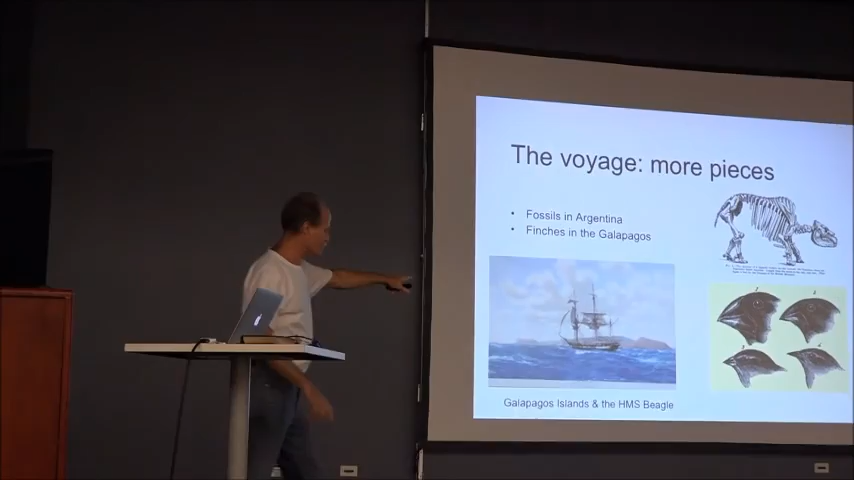 The voyage: more pieces
• Fossils in Argentina
• Finches in the Galapagos
Galapagos Islands & the HMS Beagle